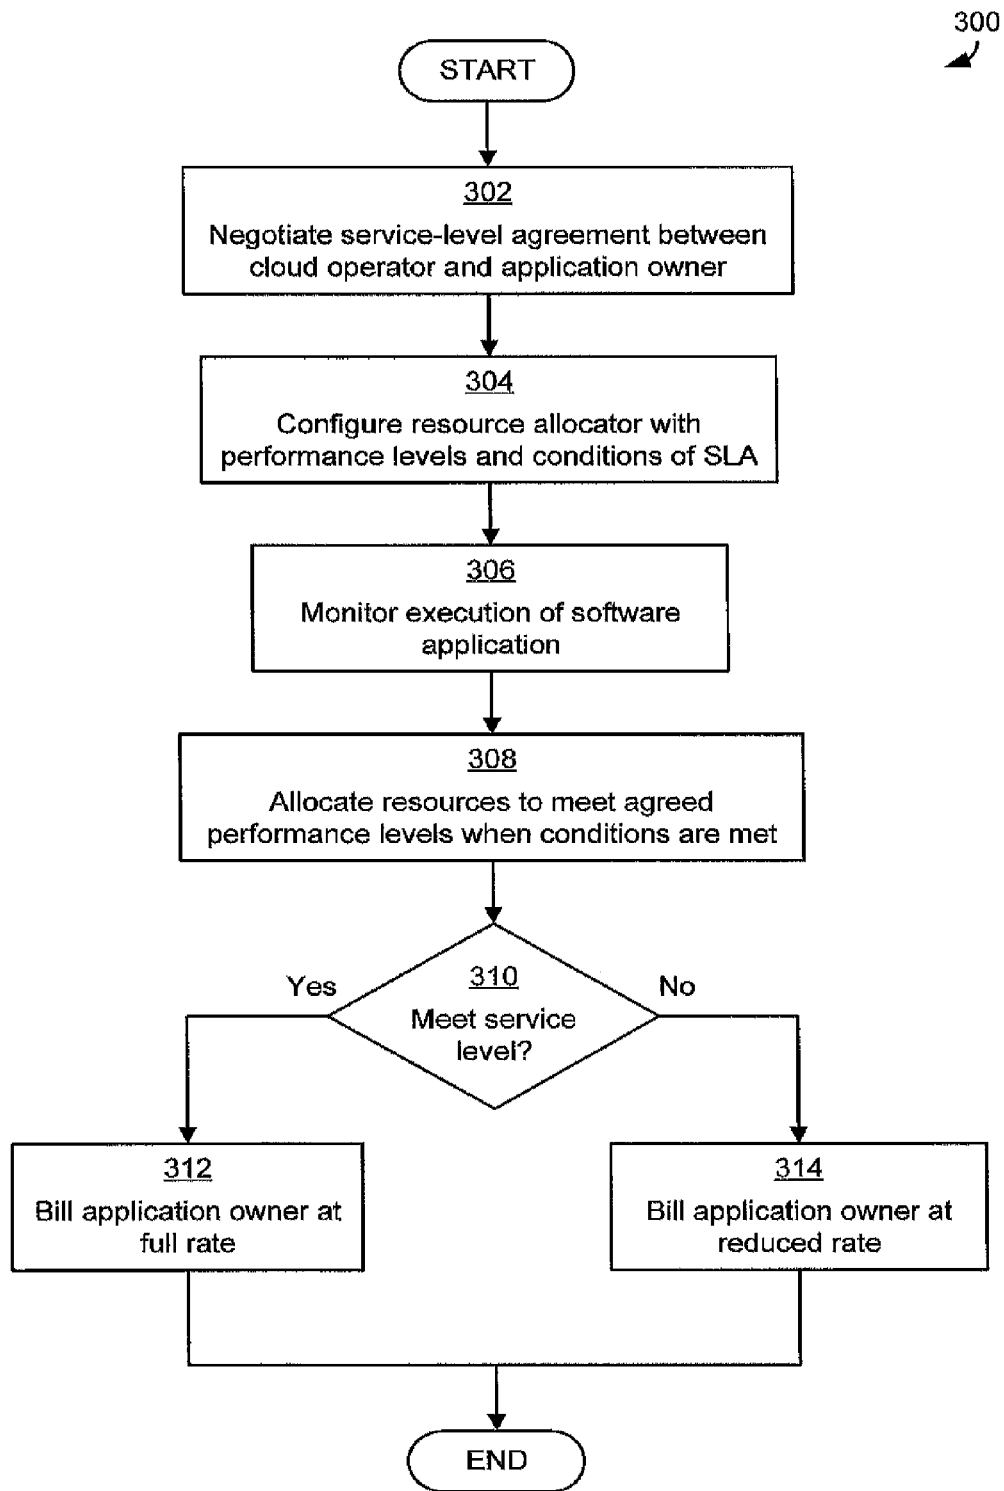 300
START
302
Negotiate service-level agreement between
cloud operator and application owner
304
Configure resource allocator with
performance levels and conditions of SLA
306
Monitor execution of software
application
308
Allocate resources to meet agreed
performance levels when conditions are met
310
Yes
No
Meet service
level?
312
Bill application owner at
full rate
314
Bill application owner at
reduced rate
END